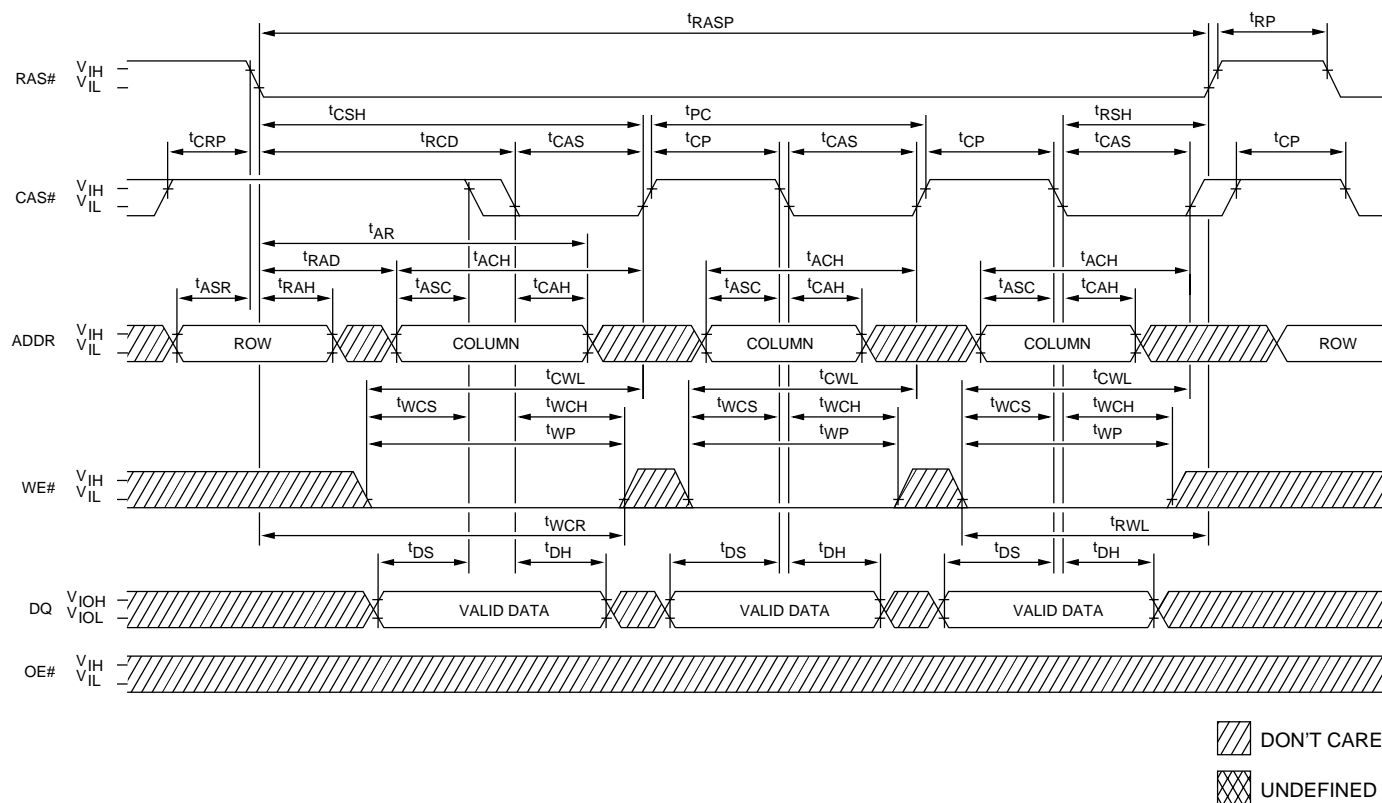 tRASP tRP
RAS# VIH
VIL
tCSH tPC tRSH
tCRP tRCD tCAS tCP tCAS tCP tCAS tCP
CAS# VIH
VIL
tAR
tRAD tACH tACH tACH
tASR tRAH tASC tCAH tASC tCAH tASC tCAH
ADDR VIH
VIL
ROW COLUMN COLUMN COLUMN ROW
tCWL tCWL tCWL
tWCS tWCH tWCS tWCH tWCS tWCH
tWP tWP tWP
WE# VIH
VIL
tWCR tRWL
tDS tDH tDS tDH tDS tDH
DQ VIOH
VIOL
VALID DATA VALID DATA VALID DATA
OE# VIH
VIL
DON'T CARE
UNDEFINED